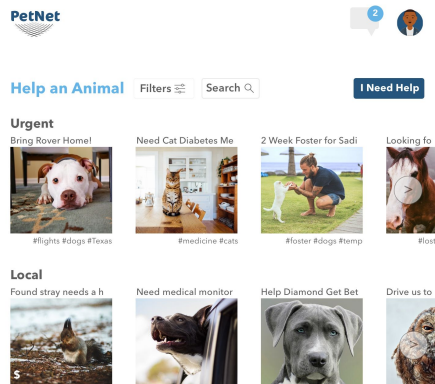 PetNet
2
Help an Animal
Filters
Search
I Need Help
Urgent
Bring Rover Home!
Need Cat Diabetes Me
2 Week Foster for Sadi
Looking fo
#flights #dogs #Texas
#medicine #cats
#foster #dogs #temp
#lost
Local
Found stray needs a h
Need medical monitor
Help Diamond Get Bet
Drive us to
$